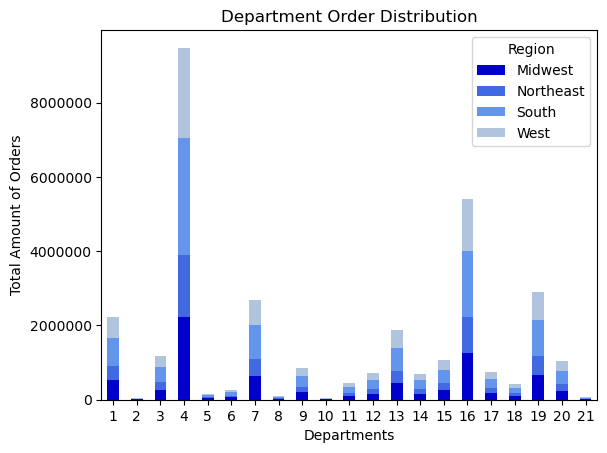 Department Order Distribution
Region
Midwest
Northeast
South
West
Total Amount of Orders
8000000
6000000
4000000
2000000
0
1 2 3 4 5 6 7 8 9 10 11 12 13 14 15 16 17 18 19 20 21
Departments